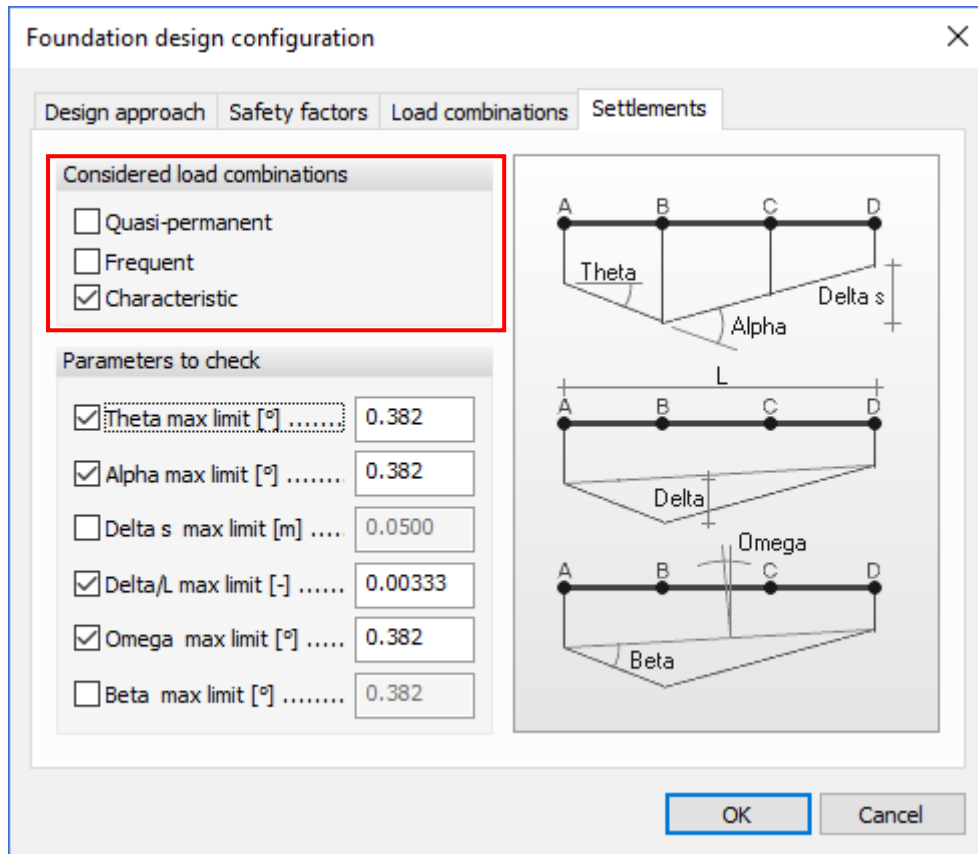 Foundation design configuration
Design approach
Safety factors
Load combinations
Settlements
Considered load combinations
Quasi-permanent
Frequent
Characteristic
Parameters to check
Theta max limit [°] ....... 0.382
Alpha max limit [°] ........ 0.382
Delta s  max limit [m] .... 0.0500
Delta/L max limit [-] ...... 0.00333
Omega  max limit [°] ..... 0.382
Beta  max limit [°] ........ 0.382
A B C D
Theta
Delta s
Alpha
L
A B C D
Delta
Omega
A B C D
Beta
OK
Cancel